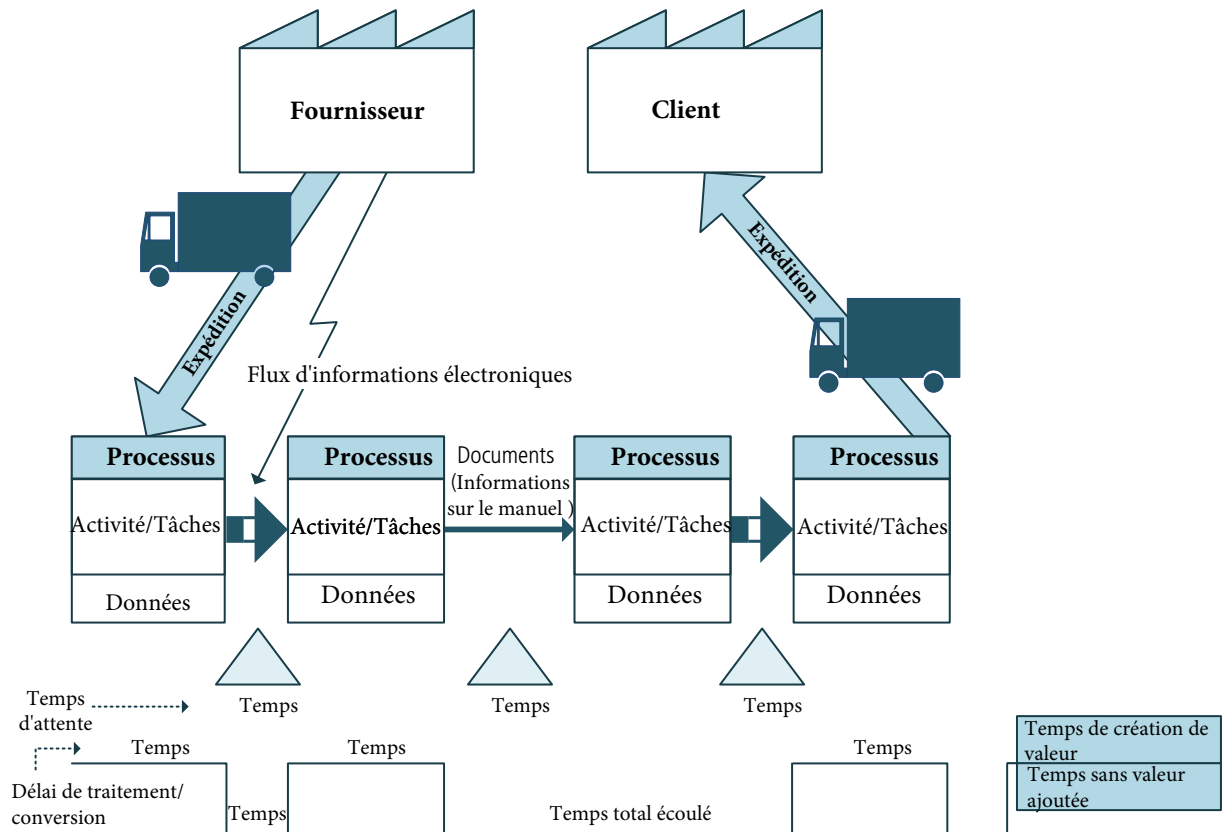 Fournisseur
Client
Expédition
Expédition
Flux d'informations électroniques
Processus
Processus
Documents
(Informations
sur le manuel )
Processus
Processus
Activité/Tâches
Activité/Tâches
Activité/Tâches
Activité/Tâches
Données
Données
Données
Données
Temps
d'attente
Temps
Temps
Temps
Temps
Temps
Temps
Temps de création de
valeur
Temps sans valeur
ajoutée
Délai de traitement/
conversion
Temps
Temps total écoulé